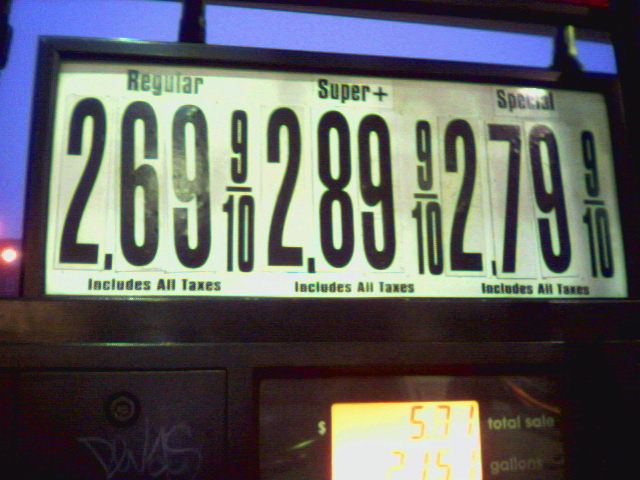 Regular Super+ Special
2.69 9/10 2.89 9/10 2.79 9/10
Includes All Taxes Includes All Taxes Includes All Taxes
$ 5.71 total sale
2.151 gallons